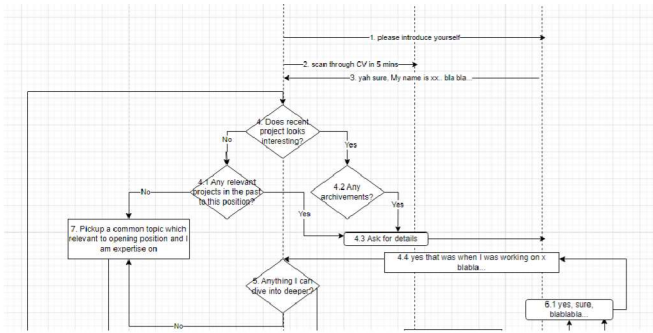 1. please introduce yourself
2. scan through CV in 5 mins
3. yah sure, My name is xx.. bla bla...
4. Does recent
project looks
interesting?
No
Yes
4.1 Any relevant
projects in the past
to this position?
4.2 Any
archivements?
No
Yes
Yes
7. Pickup a common topic which
relevant to opening position and I
am expertise on
4.3 Ask for details
4.4 yes that was when I was working on x
blabla...
5. Anything I can
dive into deeper?
6.1 yes, sure,
blablabla...
No